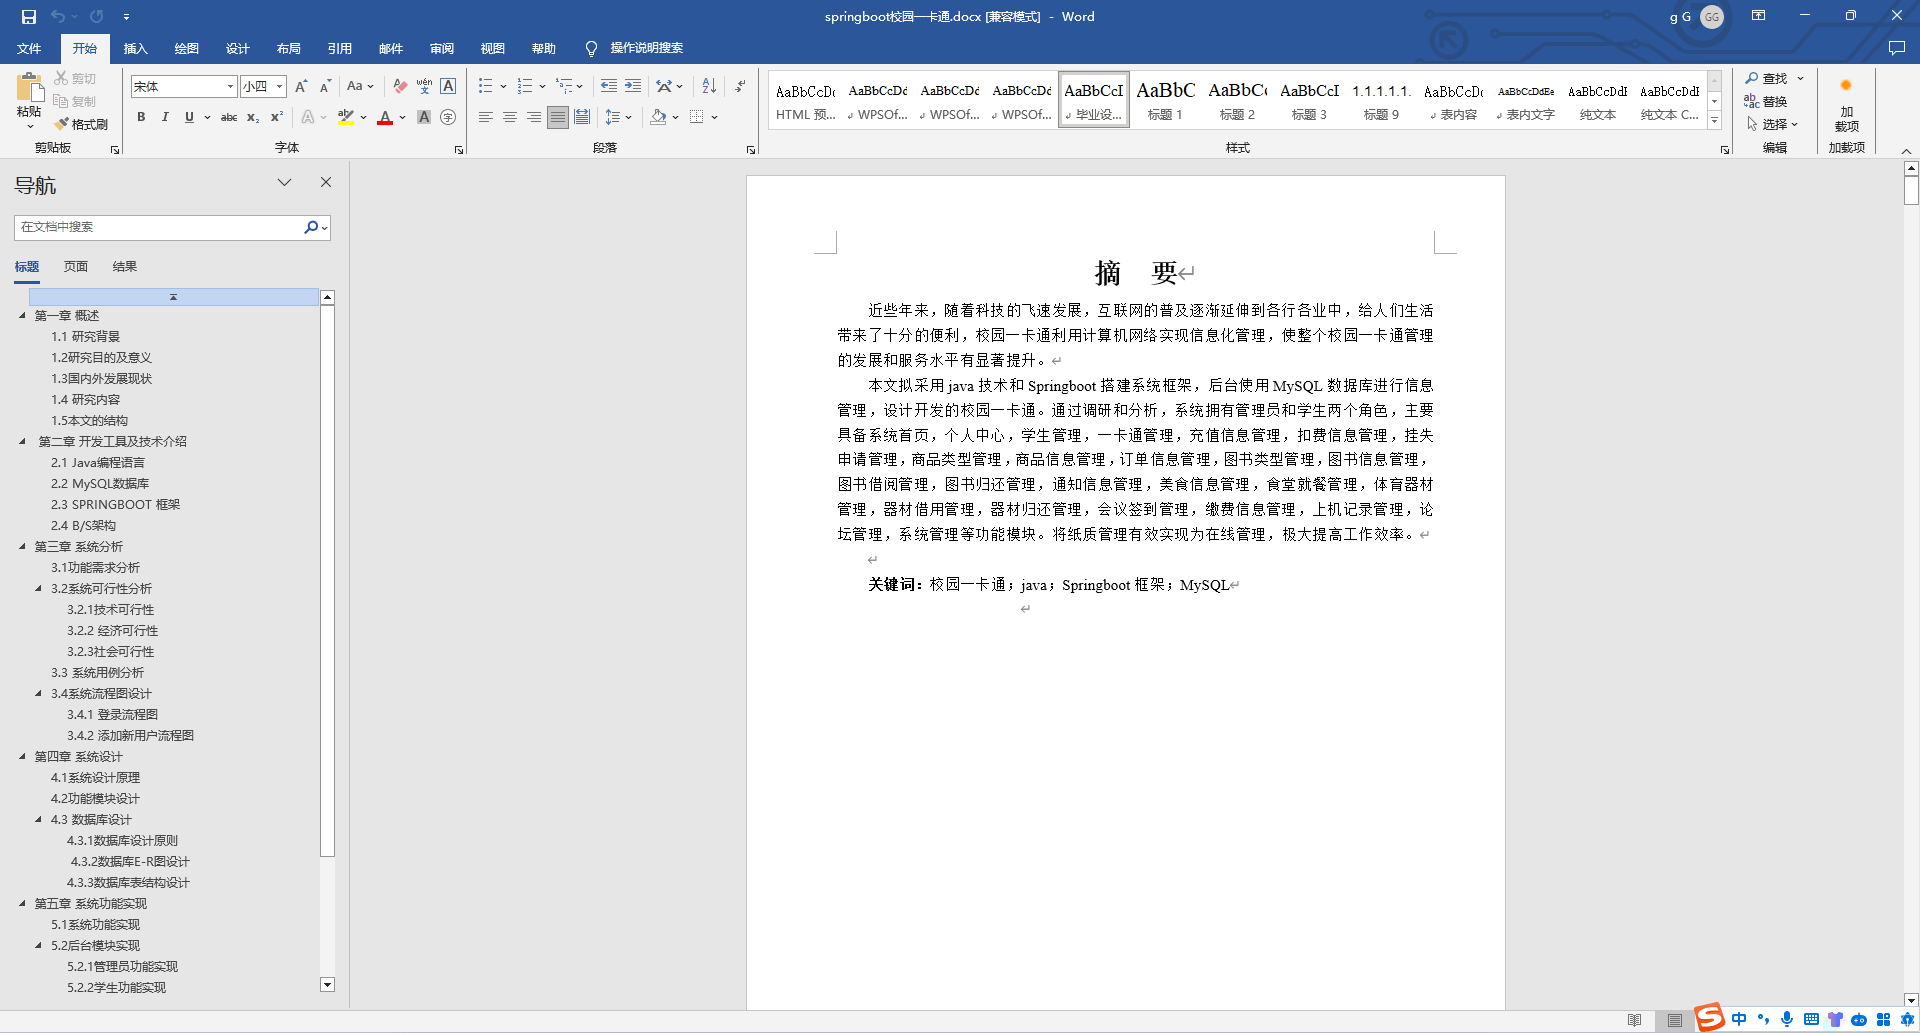 springboot校园一卡通.docx [兼容模式] - Word
g G
GG
文件 开始 插入 绘图 设计 布局 引用 邮件 审阅 视图 帮助 操作说明搜索
粘贴
剪切
复制
格式刷
剪贴板
宋体 小四
字体
段落
AaBbCcDc AaBbCcDd AaBbCcDd AaBbCcDd AaBbCcI AaBbC AaBbC AaBbCcI 1.1.1.1.1. AaBbCcDc AaBbCcDdEe AaBbCcDdI AaBbCcDdI
HTML 预... WPSOf... WPSOf... WPSOf... 毕业设... 标题 1 标题 2 标题 3 标题 9 表内容 表内文字 纯文本 纯文本 C...
样式
查找
替换
选择
编辑
加
载项
加载项
导航
在文档中搜索
标题 页面 结果
第一章 概述
1.1 研究背景
1.2研究目的及意义
1.3国内外发展现状
1.4 研究内容
1.5本文的结构
第二章 开发工具及技术介绍
2.1 Java编程语言
2.2 MySQL数据库
2.3 SPRINGBOOT 框架
2.4 B/S架构
第三章 系统分析
3.1功能需求分析
3.2系统可行性分析
3.2.1技术可行性
3.2.2 经济可行性
3.2.3社会可行性
3.3 系统用例分析
3.4系统流程图设计
3.4.1 登录流程图
3.4.2 添加新用户流程图
第四章 系统设计
4.1系统设计原理
4.2功能模块设计
4.3 数据库设计
4.3.1数据库设计原则
4.3.2数据库E-R图设计
4.3.3数据库表结构设计
第五章 系统功能实现
5.1系统功能实现
5.2后台模块实现
5.2.1管理员功能实现
5.2.2学生功能实现
摘 要
近些年来，随着科技的飞速发展，互联网的普及逐渐延伸到各行各业中，给人们生活
带来了十分的便利，校园一卡通利用计算机网络实现信息化管理，使整个校园一卡通管理
的发展和服务水平有显著提升。
本文拟采用 java 技术和 Springboot 搭建系统框架，后台使用 MySQL 数据库进行信息
管理，设计开发的校园一卡通。通过调研和分析，系统拥有管理员和学生两个角色，主要
具备系统首页，个人中心，学生管理，一卡通管理，充值信息管理，扣费信息管理，挂失
申请管理，商品类型管理，商品信息管理，订单信息管理，图书类型管理，图书信息管理，
图书借阅管理，图书归还管理，通知信息管理，美食信息管理，食堂就餐管理，体育器材
管理，器材借用管理，器材归还管理，会议签到管理，缴费信息管理，上机记录管理，论
坛管理，系统管理等功能模块。将纸质管理有效实现为在线管理，极大提高工作效率。
关键词：校园一卡通；java；Springboot 框架；MySQL
中